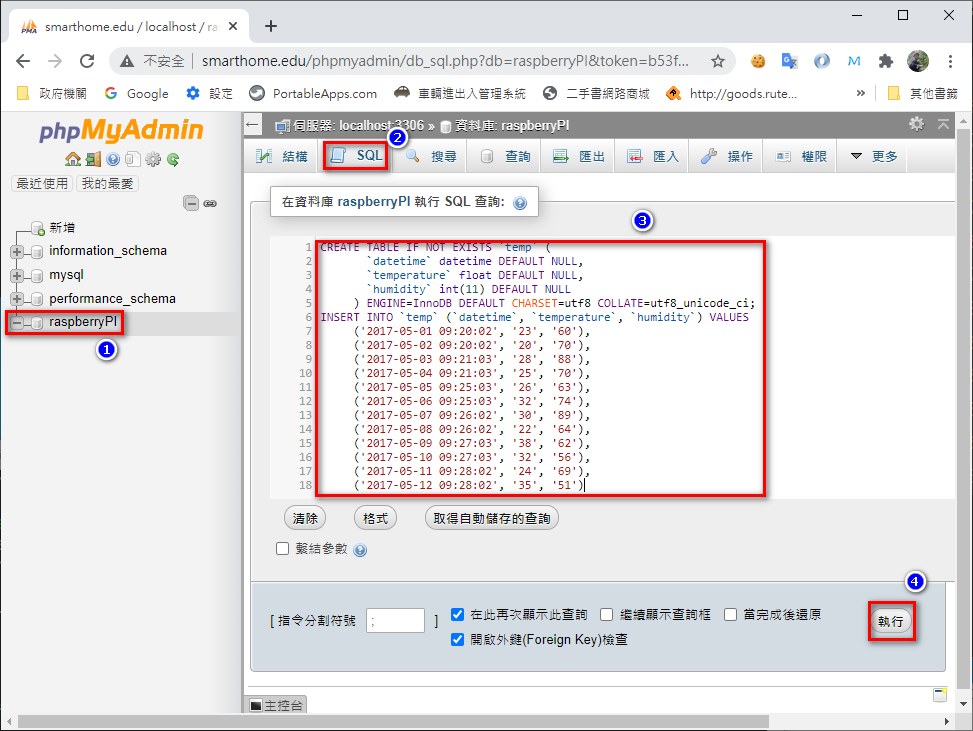 smarthome.edu / localhost / ra
不安全
smarthome.edu/phpmyadmin/db_sql.php?db=raspberryPI&token=b53f...
政府機關 Google 設定 PortableApps.com 車輛進出入管理系統 二手書網路商城 http://goods.rute... » 其他書籤
phpMyAdmin
最近使用 我的最愛
新增
information_schema
mysql
performance_schema
raspberryPI
1
伺服器: localhost:3306 » 資料庫: raspberryPI
2
結構 SQL 搜尋 查詢 匯出 匯入 操作 權限 更多
在資料庫 raspberryPI 執行 SQL 查詢:
3
1 CREATE TABLE IF NOT EXISTS `temp` (
2 `datetime` datetime DEFAULT NULL,
3 `temperature` float DEFAULT NULL,
4 `humidity` int(11) DEFAULT NULL
5 ) ENGINE=InnoDB DEFAULT CHARSET=utf8 COLLATE=utf8_unicode_ci;
6 INSERT INTO `temp` (`datetime`, `temperature`, `humidity`) VALUES
7 ('2017-05-01 09:20:02', '23', '60'),
8 ('2017-05-02 09:20:02', '20', '70'),
9 ('2017-05-03 09:21:03', '28', '88'),
10 ('2017-05-04 09:21:03', '25', '70'),
11 ('2017-05-05 09:25:03', '26', '63'),
12 ('2017-05-06 09:25:03', '32', '74'),
13 ('2017-05-07 09:26:02', '30', '89'),
14 ('2017-05-08 09:26:02', '22', '64'),
15 ('2017-05-09 09:27:03', '38', '62'),
16 ('2017-05-10 09:27:03', '32', '56'),
17 ('2017-05-11 09:28:02', '24', '69'),
18 ('2017-05-12 09:28:02', '35', '51')
清除 格式 取得自動儲存的查詢
繫結參數
4
[ 指令分割符號 ; ] 在此再次顯示此查詢 繼續顯示查詢框 當完成後還原
開啟外鍵(Foreign Key)檢查
執行
主控台